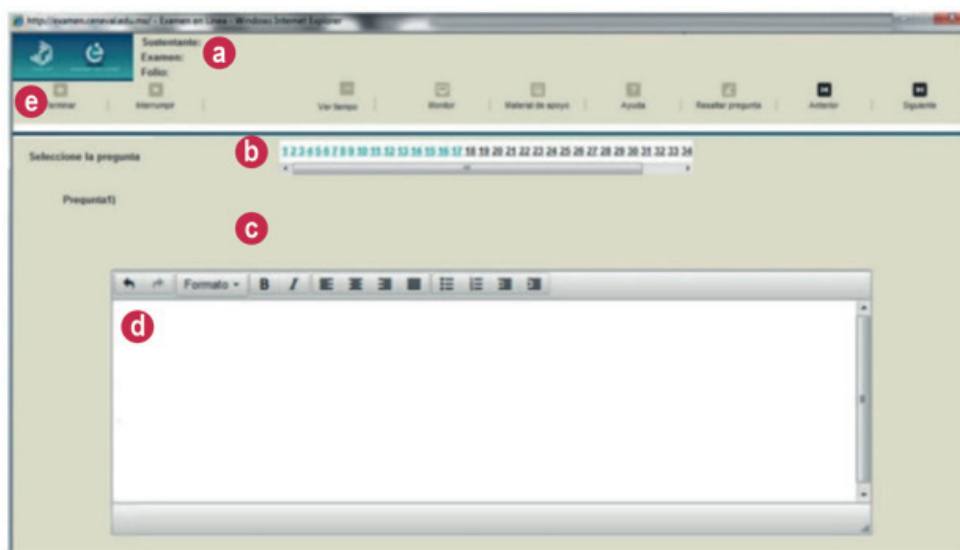 http://examen.ceneval.edu.mx/ - Examen en Línea - Windows Internet Explorer
Sustentante:
a
Examen:
Folio:
e
Terminar
Interrumpir
Ver tiempo
Monitor
Material de apoyo
Ayuda
Resaltar pregunta
Anterior
Siguiente
Seleccione la pregunta
b
1 2 3 4 5 6 7 8 9 10 11 12 13 14 15 16 17 18 19 20 21 22 23 24 25 26 27 28 29 30 31 32 33 34
Pregunta1)
c
Formato
B I
d